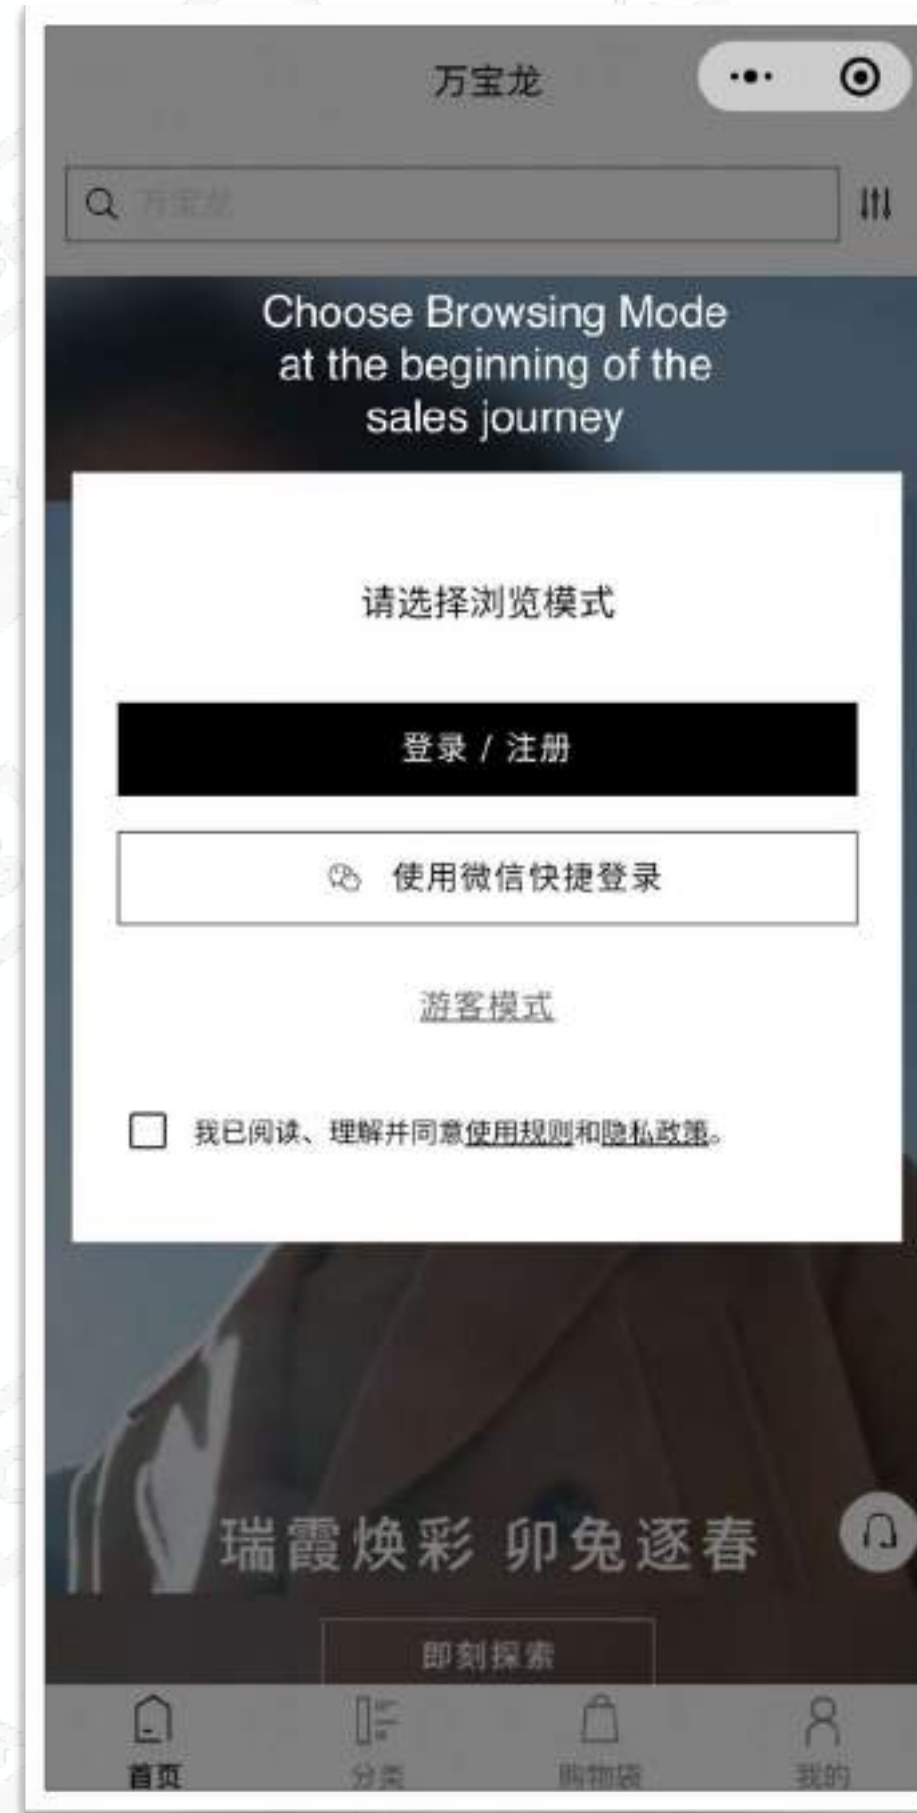 万宝龙
万宝龙
Choose Browsing Mode
at the beginning of the
sales journey
请选择浏览模式
登录 / 注册
使用微信快捷登录
游客模式
我已阅读、理解并同意使用规则和隐私政策。
瑞霞焕彩 卯兔逐春
即刻探索
首页
分类
购物袋
我的